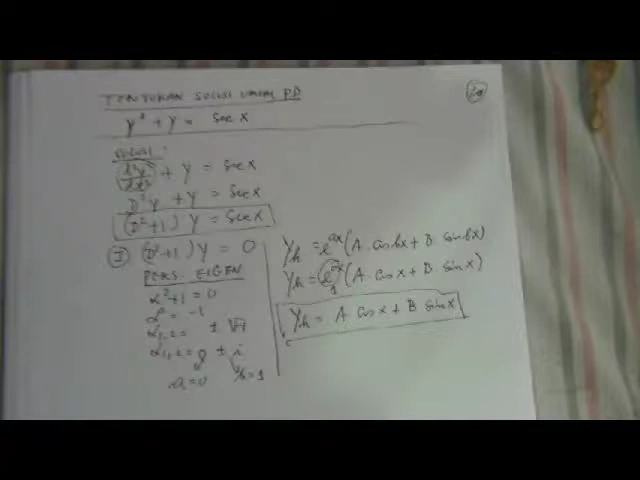 TENTUKAN SOLUSI UMUM PD
y" + y = sec x
SOLUSI :
d²y/dx² + y = sec x
D²y + y = sec x
(D²+1) y = sec x
I (D²+1) y = 0
PERS. EIGEN
α²+1 = 0
α² = -1
α₁,₂ = ± √-1
α₁,₂ = 0 ± i
a=0 b=1
Yh = e^ax (A cos bx + B sin bx)
Yh = e^0x (A cos x + B sin x)
1
Yh = A cos x + B sin x